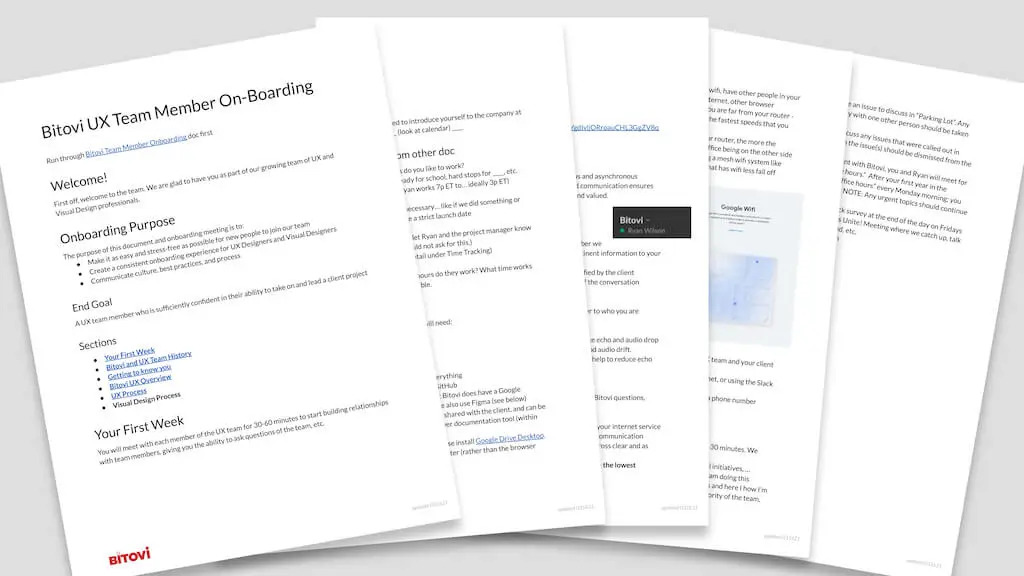 Bitovi UX Team Member On-Boarding
Run through Bitovi Team Member Onboarding doc first
Welcome!
First off, welcome to the team. We are glad to have you as part of our growing team of UX and
Visual Design professionals.
Onboarding Purpose
The purpose of this document and onboarding meeting is to:
Make it as easy and stress-free as possible for new people to join our team
Create a consistent onboarding experience for UX Designers and Visual Designers
Communicate culture, best practices, and process
End Goal
A UX team member who is sufficiently confident in their ability to take on and lead a client project
Sections
Your First Week
Bitovi and UX Team History
Getting to know you
Bitovi UX Overview
UX Process
Visual Design Process
Your First Week
You will meet with each member of the UX team for 30-60 minutes to start building relationships
with team members, giving you the ability to ask questions of the team, etc.
BITOVI
ed to introduce yourself to the company at
(look at calendar) ____
om other doc
s do you like to work?
ady for school, hard stops for ____, etc.
yan works 7p ET to... ideally 3p ET)
necessary... like if we did something or
e a strict launch date
let Ryan and the project manager know
ld not ask for this.)
tail under Time Tracking)
hours do they work? What time works
ble.
ill need:
erything
itHub
Bitovi does have a Google
e also use Figma (see below)
shared with the client, and can be
er documentation tool (within
se install Google Drive Desktop.
ter (rather than the browser
s and asynchronous
d communication ensures
nd valued.
Bitovi
Ryan Wilson
ber we
inent information to your
fied by the client
f the conversation
er to who you are
e echo and audio drop
d audio drift.
help to reduce echo
Bitovi questions,
your internet service
ommunication
ross clear and as
the lowest
wifi, have other people in your
ternet, other browser
ou are far from your router -
the fastest speeds that you
ur router, the more the
ffice being on the other side
g a mesh wifi system like
hat has wifi less fall off
Google Wifi
X team and your client
net, or using the Slack
a phone number
30 minutes. We
l initiatives, ...
am doing this
s and here I how I'm
ority of the team.
e an issue to discuss in "Parking Lot". Any
y with one other person should be taken
cuss any issues that were called out in
the issue(s) should be dismissed from the
nt with Bitovi, you and Ryan will meet for
e hours." After your first year in the
office hours" every Monday morning; you
NOTE: Any urgent topics should continue
ck survey at the end of the day on Fridays
s Unite! Meeting where we catch up, talk
d, etc.